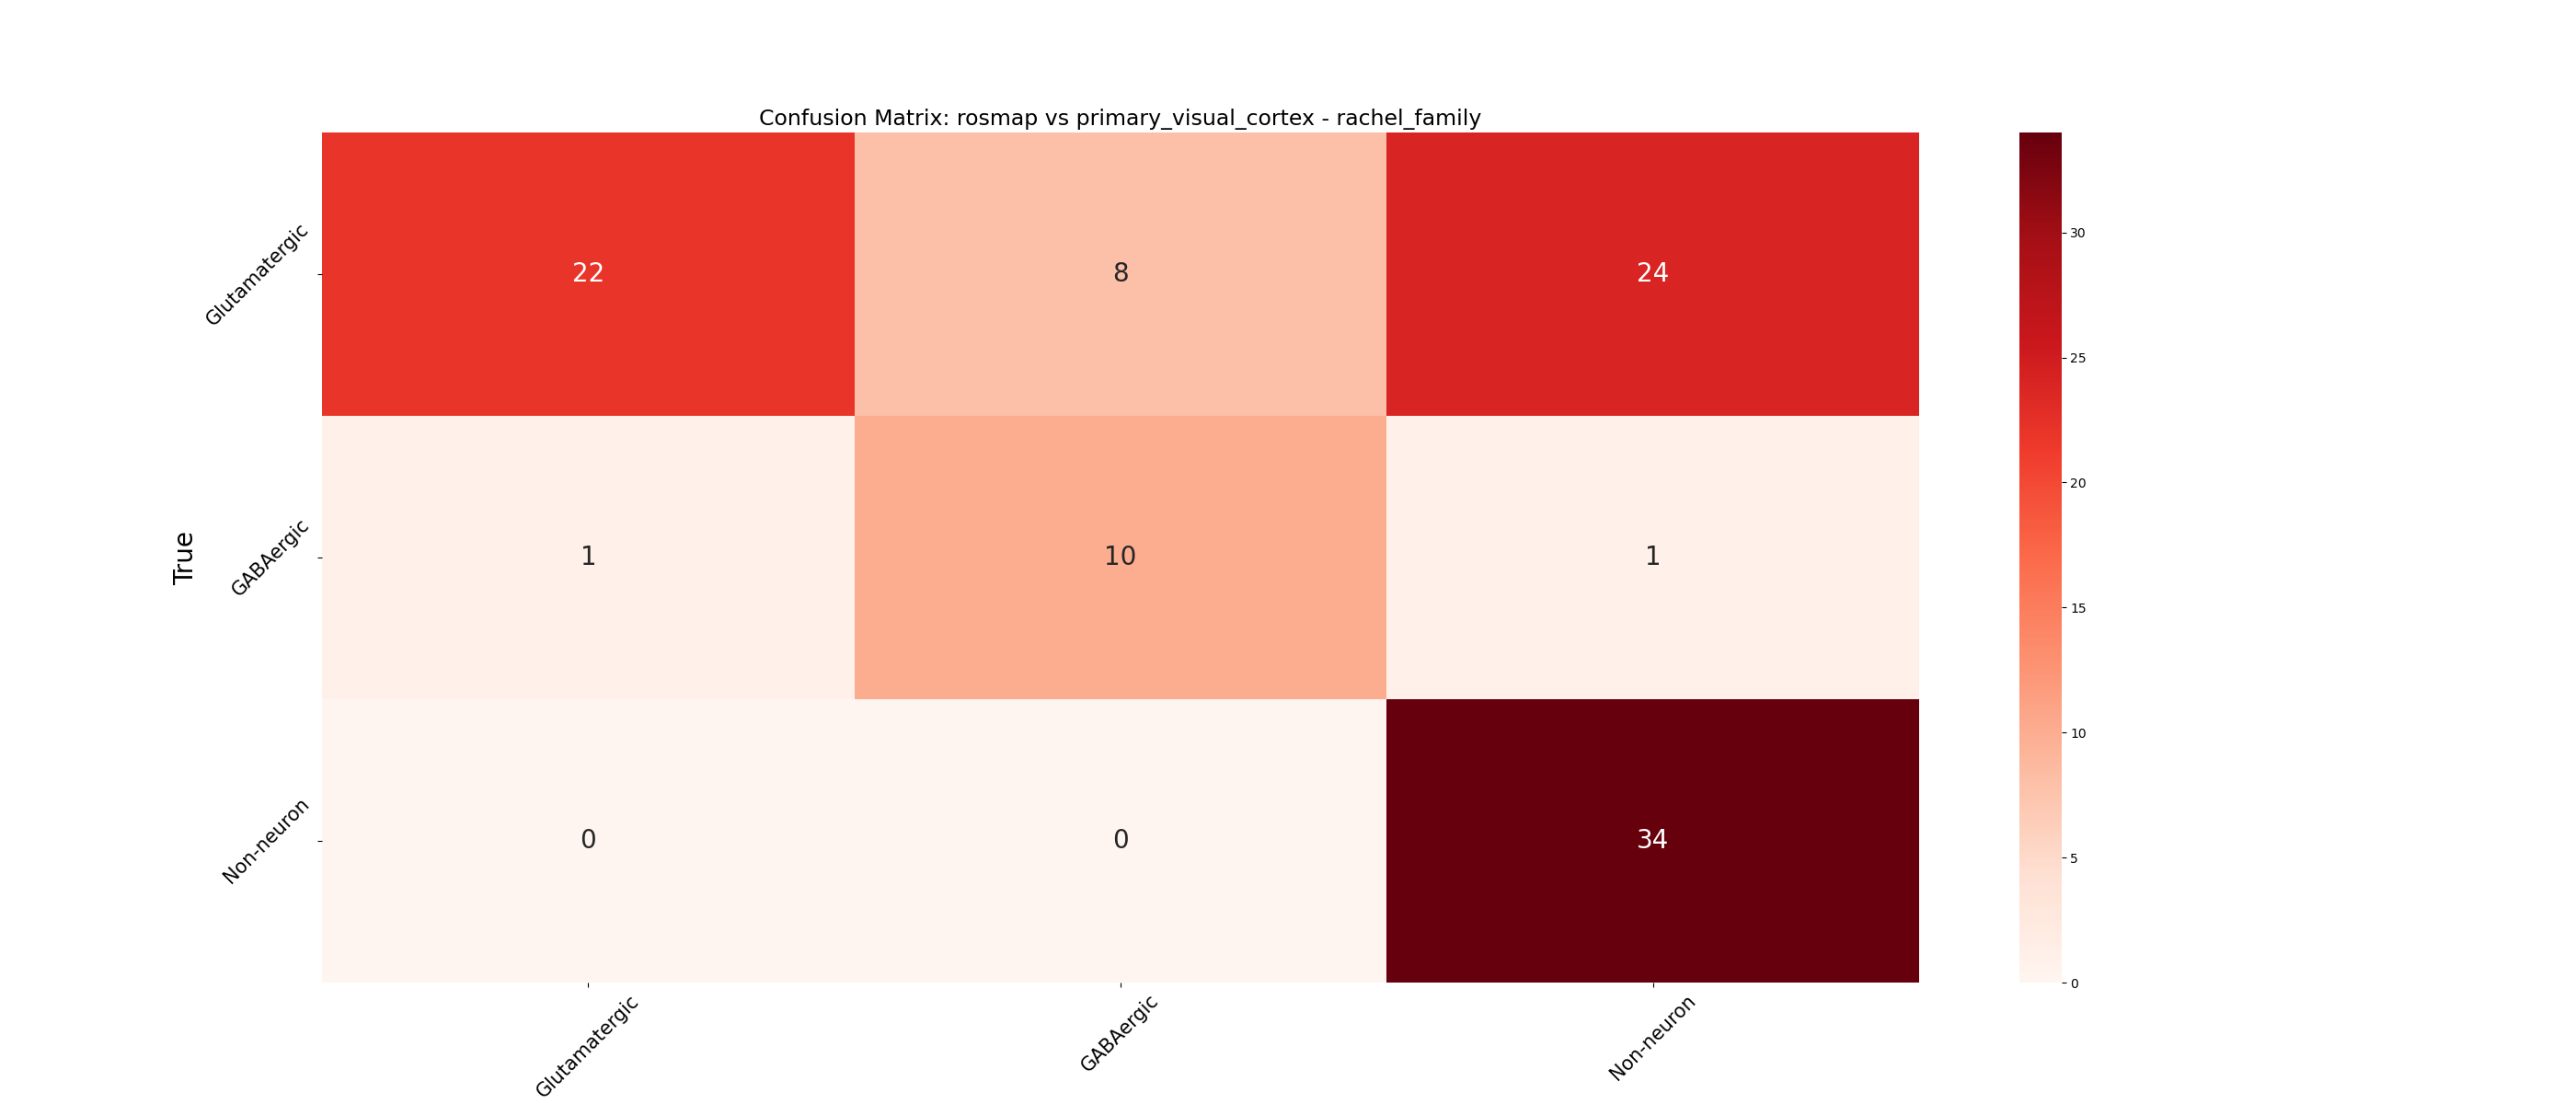 Confusion Matrix: rosmap vs primary_visual_cortex - rachel_family
True
Glutamatergic
22
8
24
GABAergic
1
10
1
Non-neuron
0
0
34
Glutamatergic
GABAergic
Non-neuron
30
25
20
15
10
5
0